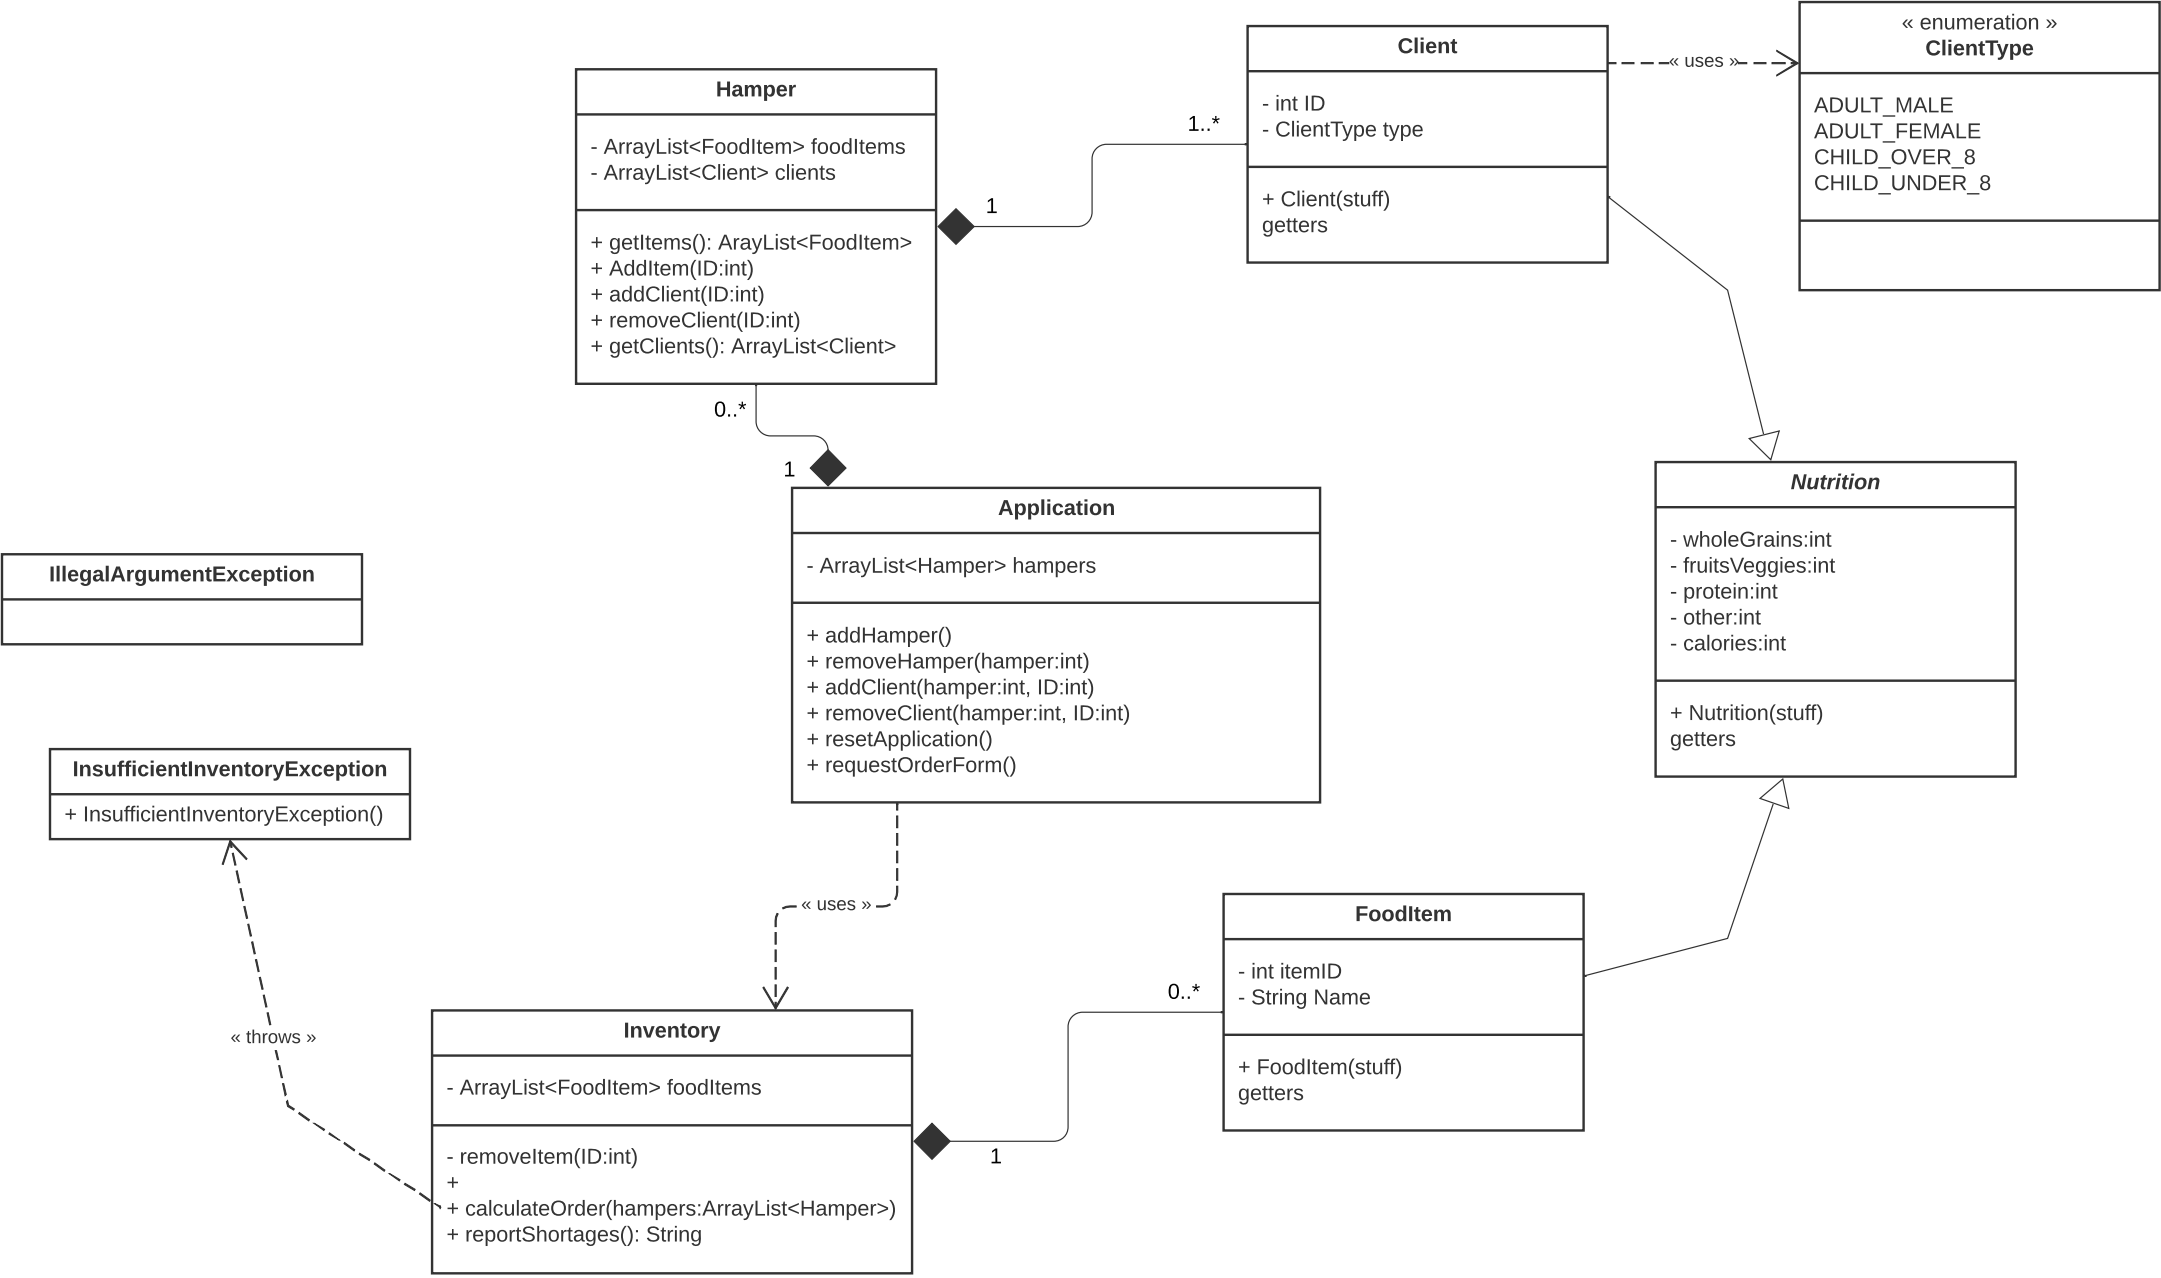 Hamper
- ArrayList<FoodItem> foodItems
- ArrayList<Client> clients
+ getItems(): ArayList<FoodItem>
+ AddItem(ID:int)
+ addClient(ID:int)
+ removeClient(ID:int)
+ getClients(): ArrayList<Client>
1
1..*
Client
- int ID
- ClientType type
+ Client(stuff)
getters
« uses »
« enumeration »
ClientType
ADULT_MALE
ADULT_FEMALE
CHILD_OVER_8
CHILD_UNDER_8
0..*
1
Application
- ArrayList<Hamper> hampers
+ addHamper()
+ removeHamper(hamper:int)
+ addClient(hamper:int, ID:int)
+ removeClient(hamper:int, ID:int)
+ resetApplication()
+ requestOrderForm()
Nutrition
- wholeGrains:int
- fruitsVeggies:int
- protein:int
- other:int
- calories:int
+ Nutrition(stuff)
getters
IllegalArgumentException
InsufficientInventoryException
+ InsufficientInventoryException()
« throws »
« uses »
Inventory
- ArrayList<FoodItem> foodItems
- removeItem(ID:int)
+
+ calculateOrder(hampers:ArrayList<Hamper>)
+ reportShortages(): String
1
0..*
FoodItem
- int itemID
- String Name
+ FoodItem(stuff)
getters